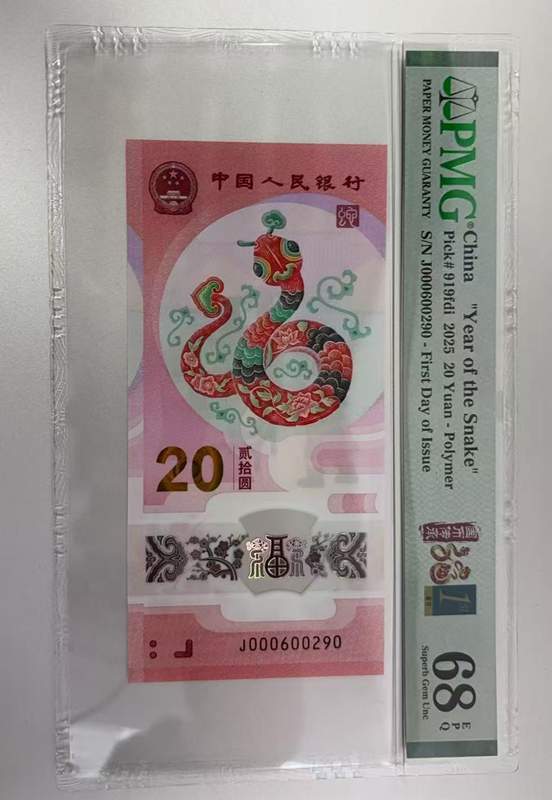 中国人民银行
20
贰拾圆
福
J000600290
PMG®
PAPER MONEY GUARANTY
China "Year of the Snake"
Pick# 919fdi 2025 20 Yuan - Polymer
S/N J000600290 - First Day of Issue
68 EPQ
Superb Gem Unc